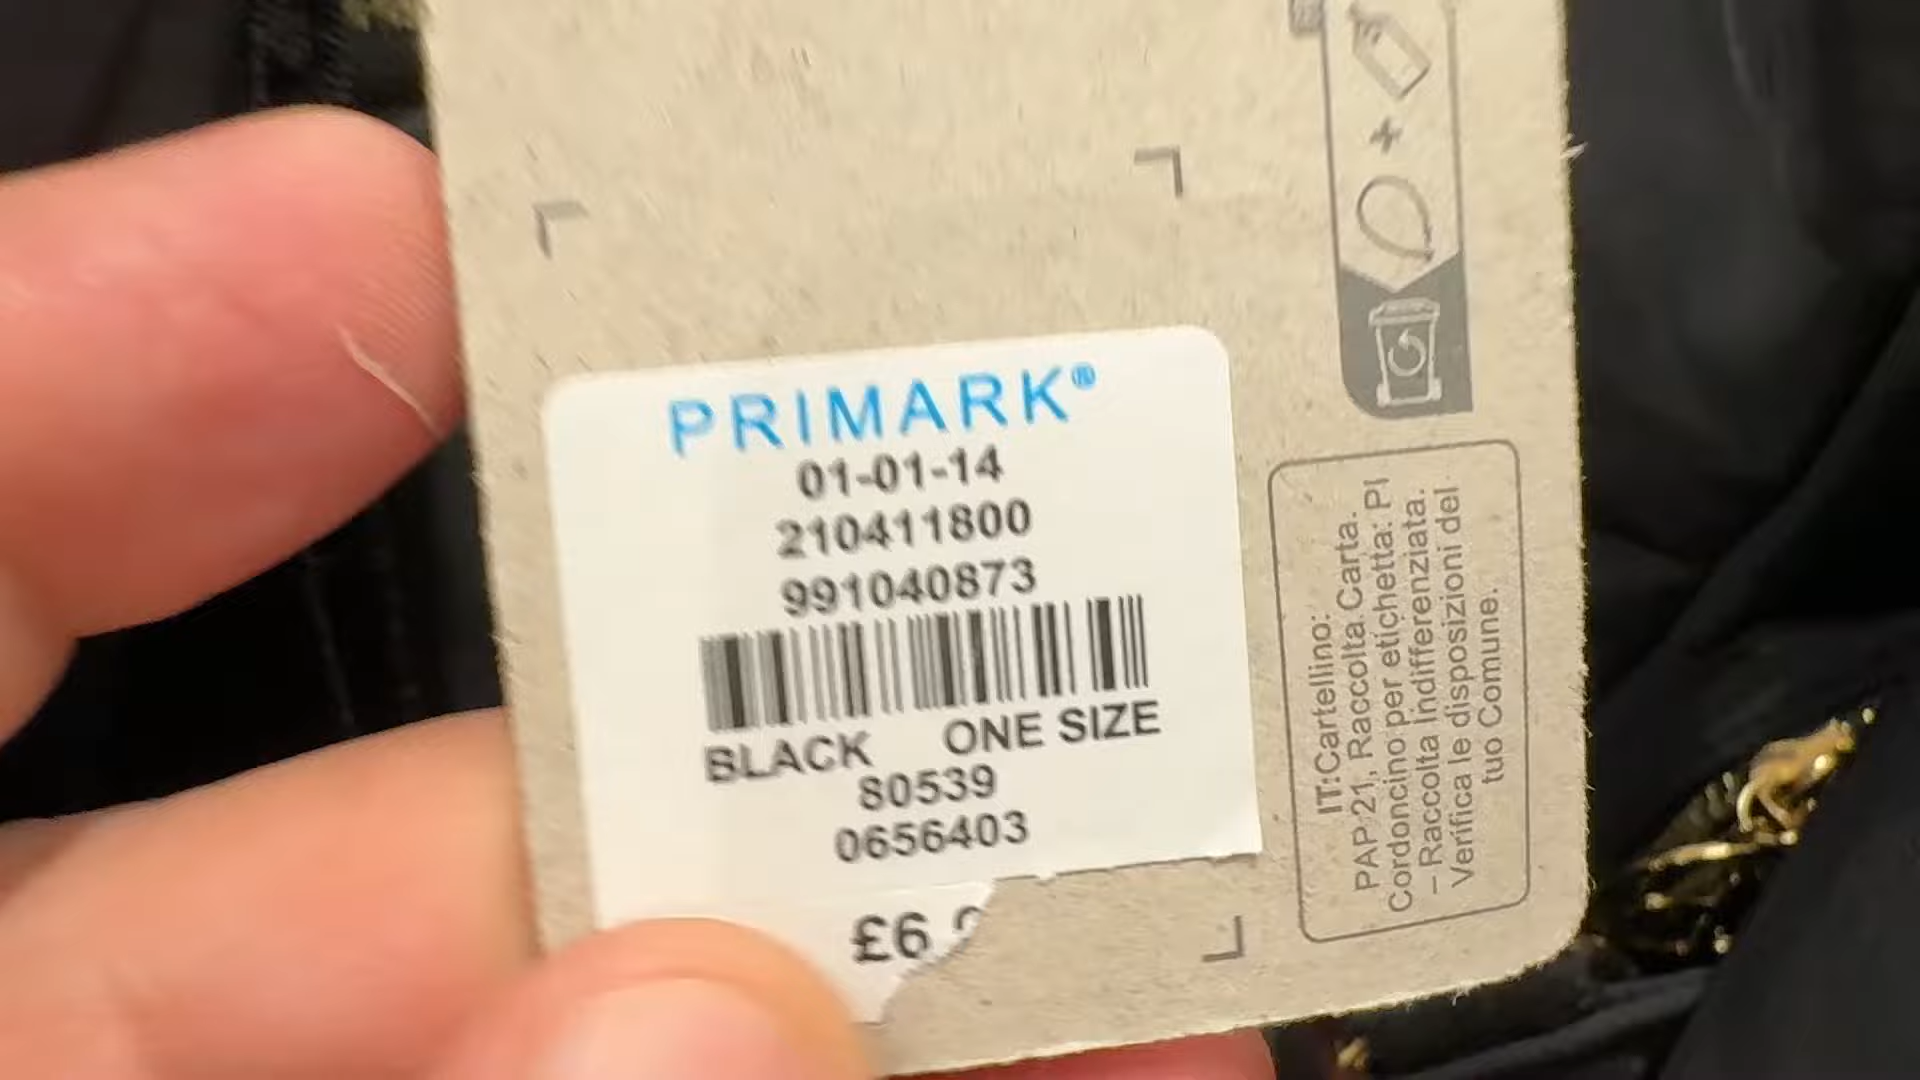 PRIMARK®
01-01-14
210411800
991040873
BLACK ONE SIZE
80539
0656403
£6
IT:Cartellino:
PAP 21, Raccolta Carta.
Cordoncino per etichetta: PI
– Raccolta Indifferenziata.
Verifica le disposizioni del
tuo Comune.